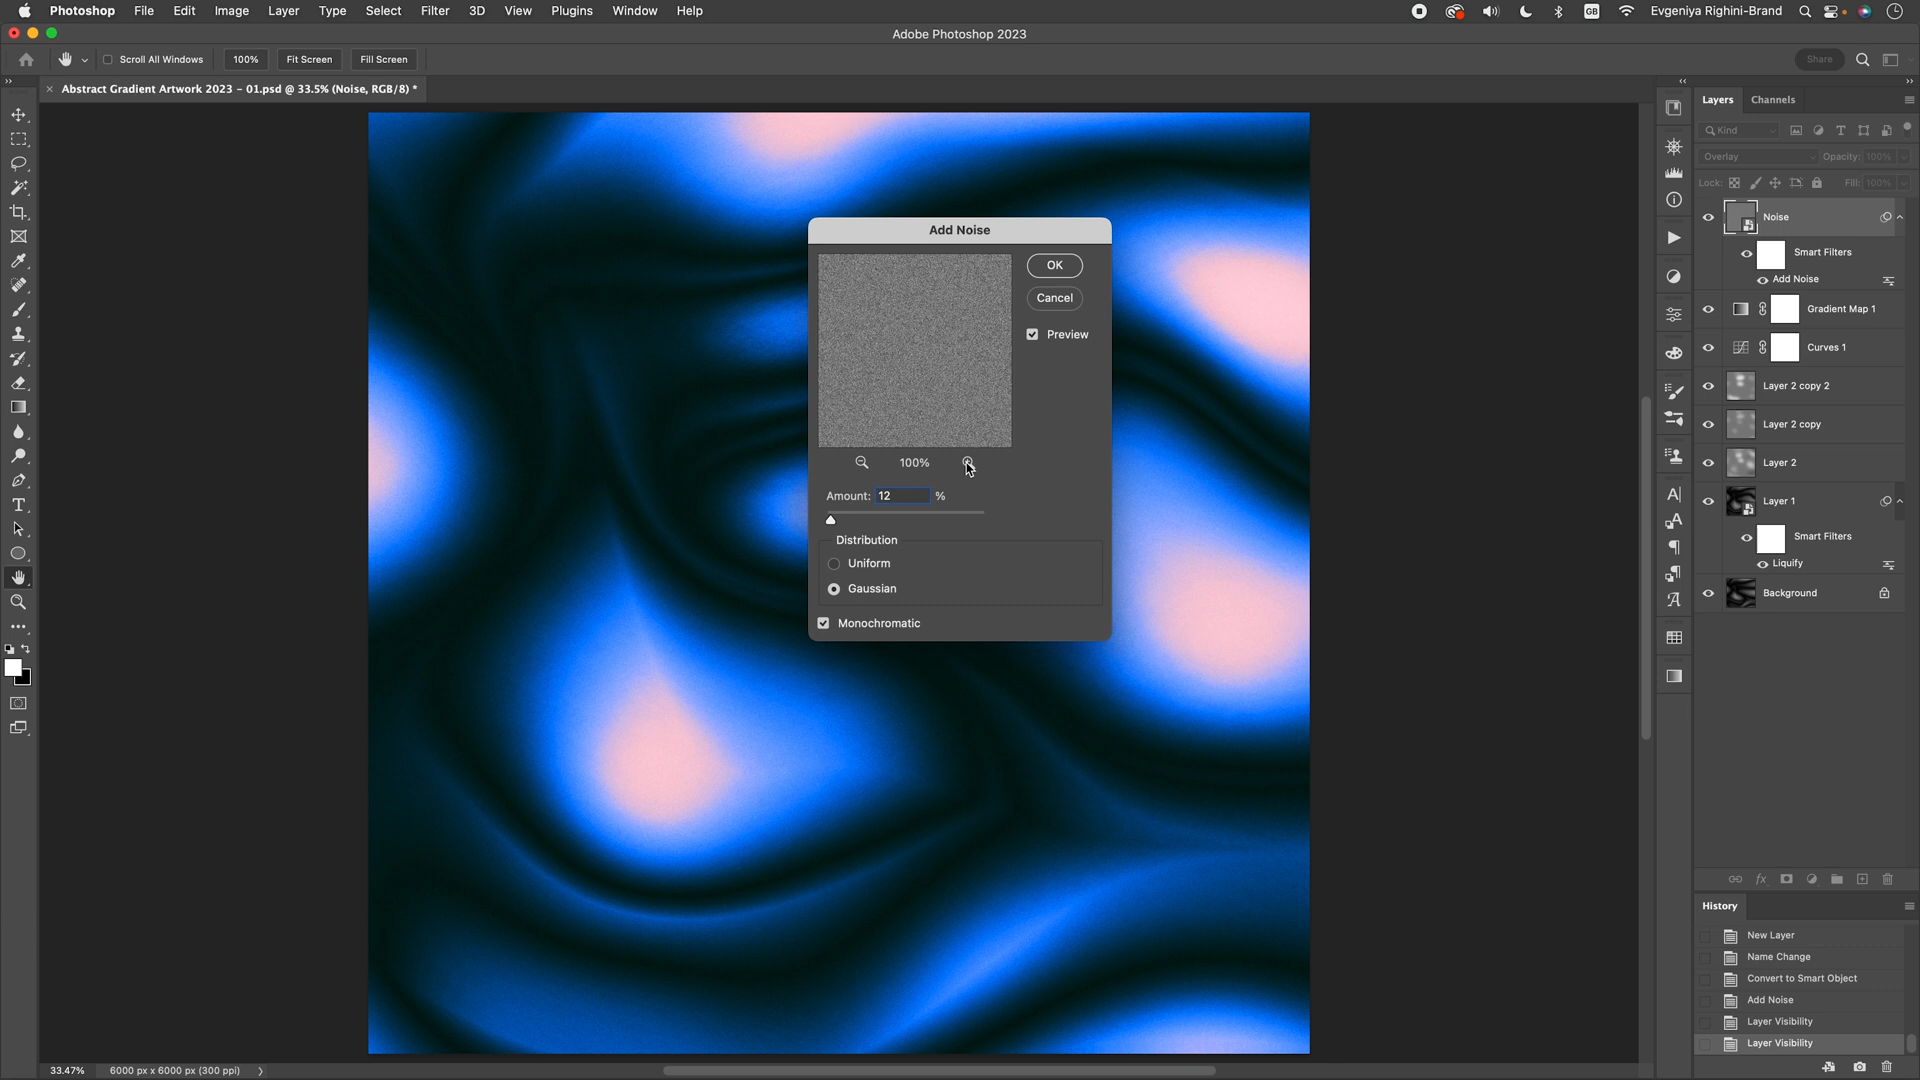 Photoshop File Edit Image Layer Type Select Filter 3D View Plugins Window Help GB Evgeniya Righini-Brand
Adobe Photoshop 2023
Scroll All Windows 100% Fit Screen Fill Screen Share
Abstract Gradient Artwork 2023 – 01.psd @ 33.5% (Noise, RGB/8) *
Layers Channels
Kind
Overlay Opacity: 100%
Lock: Fill: 100%
Noise
Smart Filters
Add Noise
Gradient Map 1
Curves 1
Layer 2 copy 2
Layer 2 copy
Layer 2
Layer 1
Smart Filters
Liquify
Background
Add Noise
OK
Cancel
Preview
100%
Amount: 12 %
Distribution
Uniform
Gaussian
Monochromatic
History
New Layer
Name Change
Convert to Smart Object
Add Noise
Layer Visibility
Layer Visibility
33.47% 6000 px x 6000 px (300 ppi)